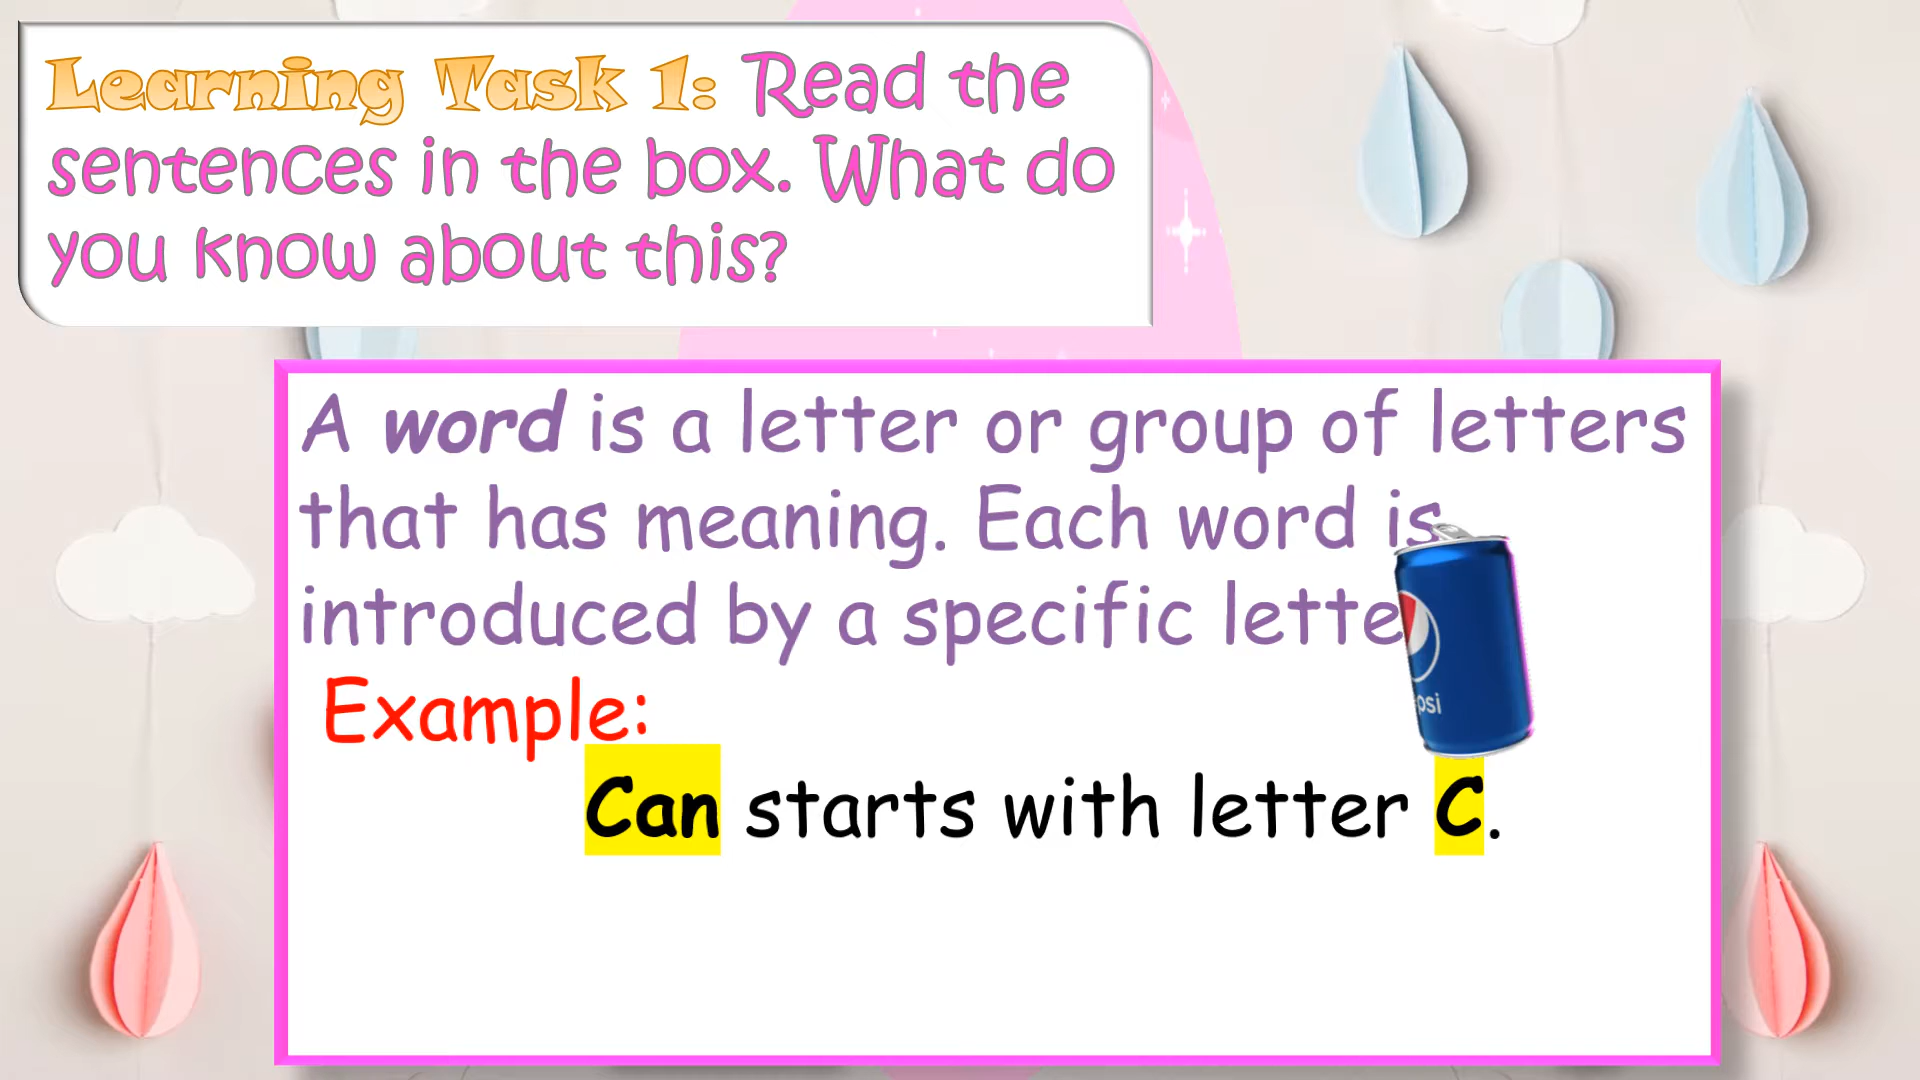 Learning Task 1: Read the
sentences in the box. What do
you know about this?
A word is a letter or group of letters
that has meaning. Each word is
introduced by a specific lette
Example:
psi
Can starts with letter C.